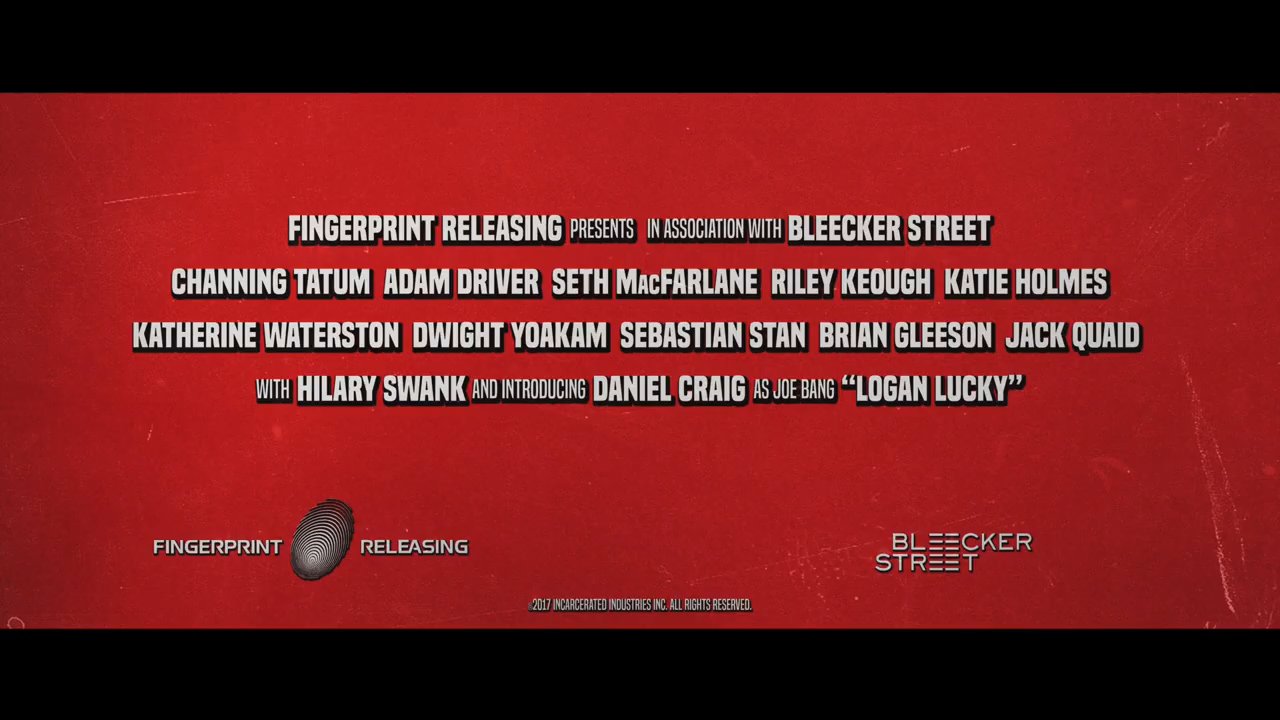 FINGERPRINT RELEASING PRESENTS IN ASSOCIATION WITH BLEECKER STREET
CHANNING TATUM ADAM DRIVER SETH MacFARLANE RILEY KEOUGH KATIE HOLMES
KATHERINE WATERSTON DWIGHT YOAKAM SEBASTIAN STAN BRIAN GLEESON JACK QUAID
WITH HILARY SWANK AND INTRODUCING DANIEL CRAIG AS JOE BANG “LOGAN LUCKY”
FINGERPRINT RELEASING
BLEECKER
STREET
©2017 INCARCERATED INDUSTRIES INC. ALL RIGHTS RESERVED.